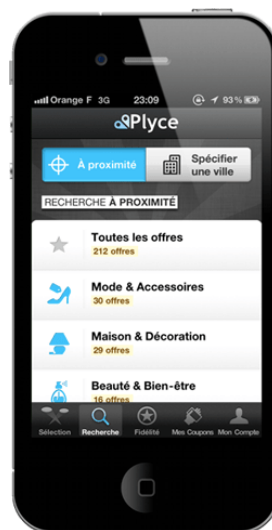 Orange F 3G 23:09 93 %
Plyce
À proximité
Spécifier
une ville
RECHERCHE À PROXIMITÉ
Toutes les offres
212 offres
Mode & Accessoires
30 offres
Maison & Décoration
29 offres
Beauté & Bien-être
16 offres
Sélection Recherche Fidélité Mes Coupons Mon Compte